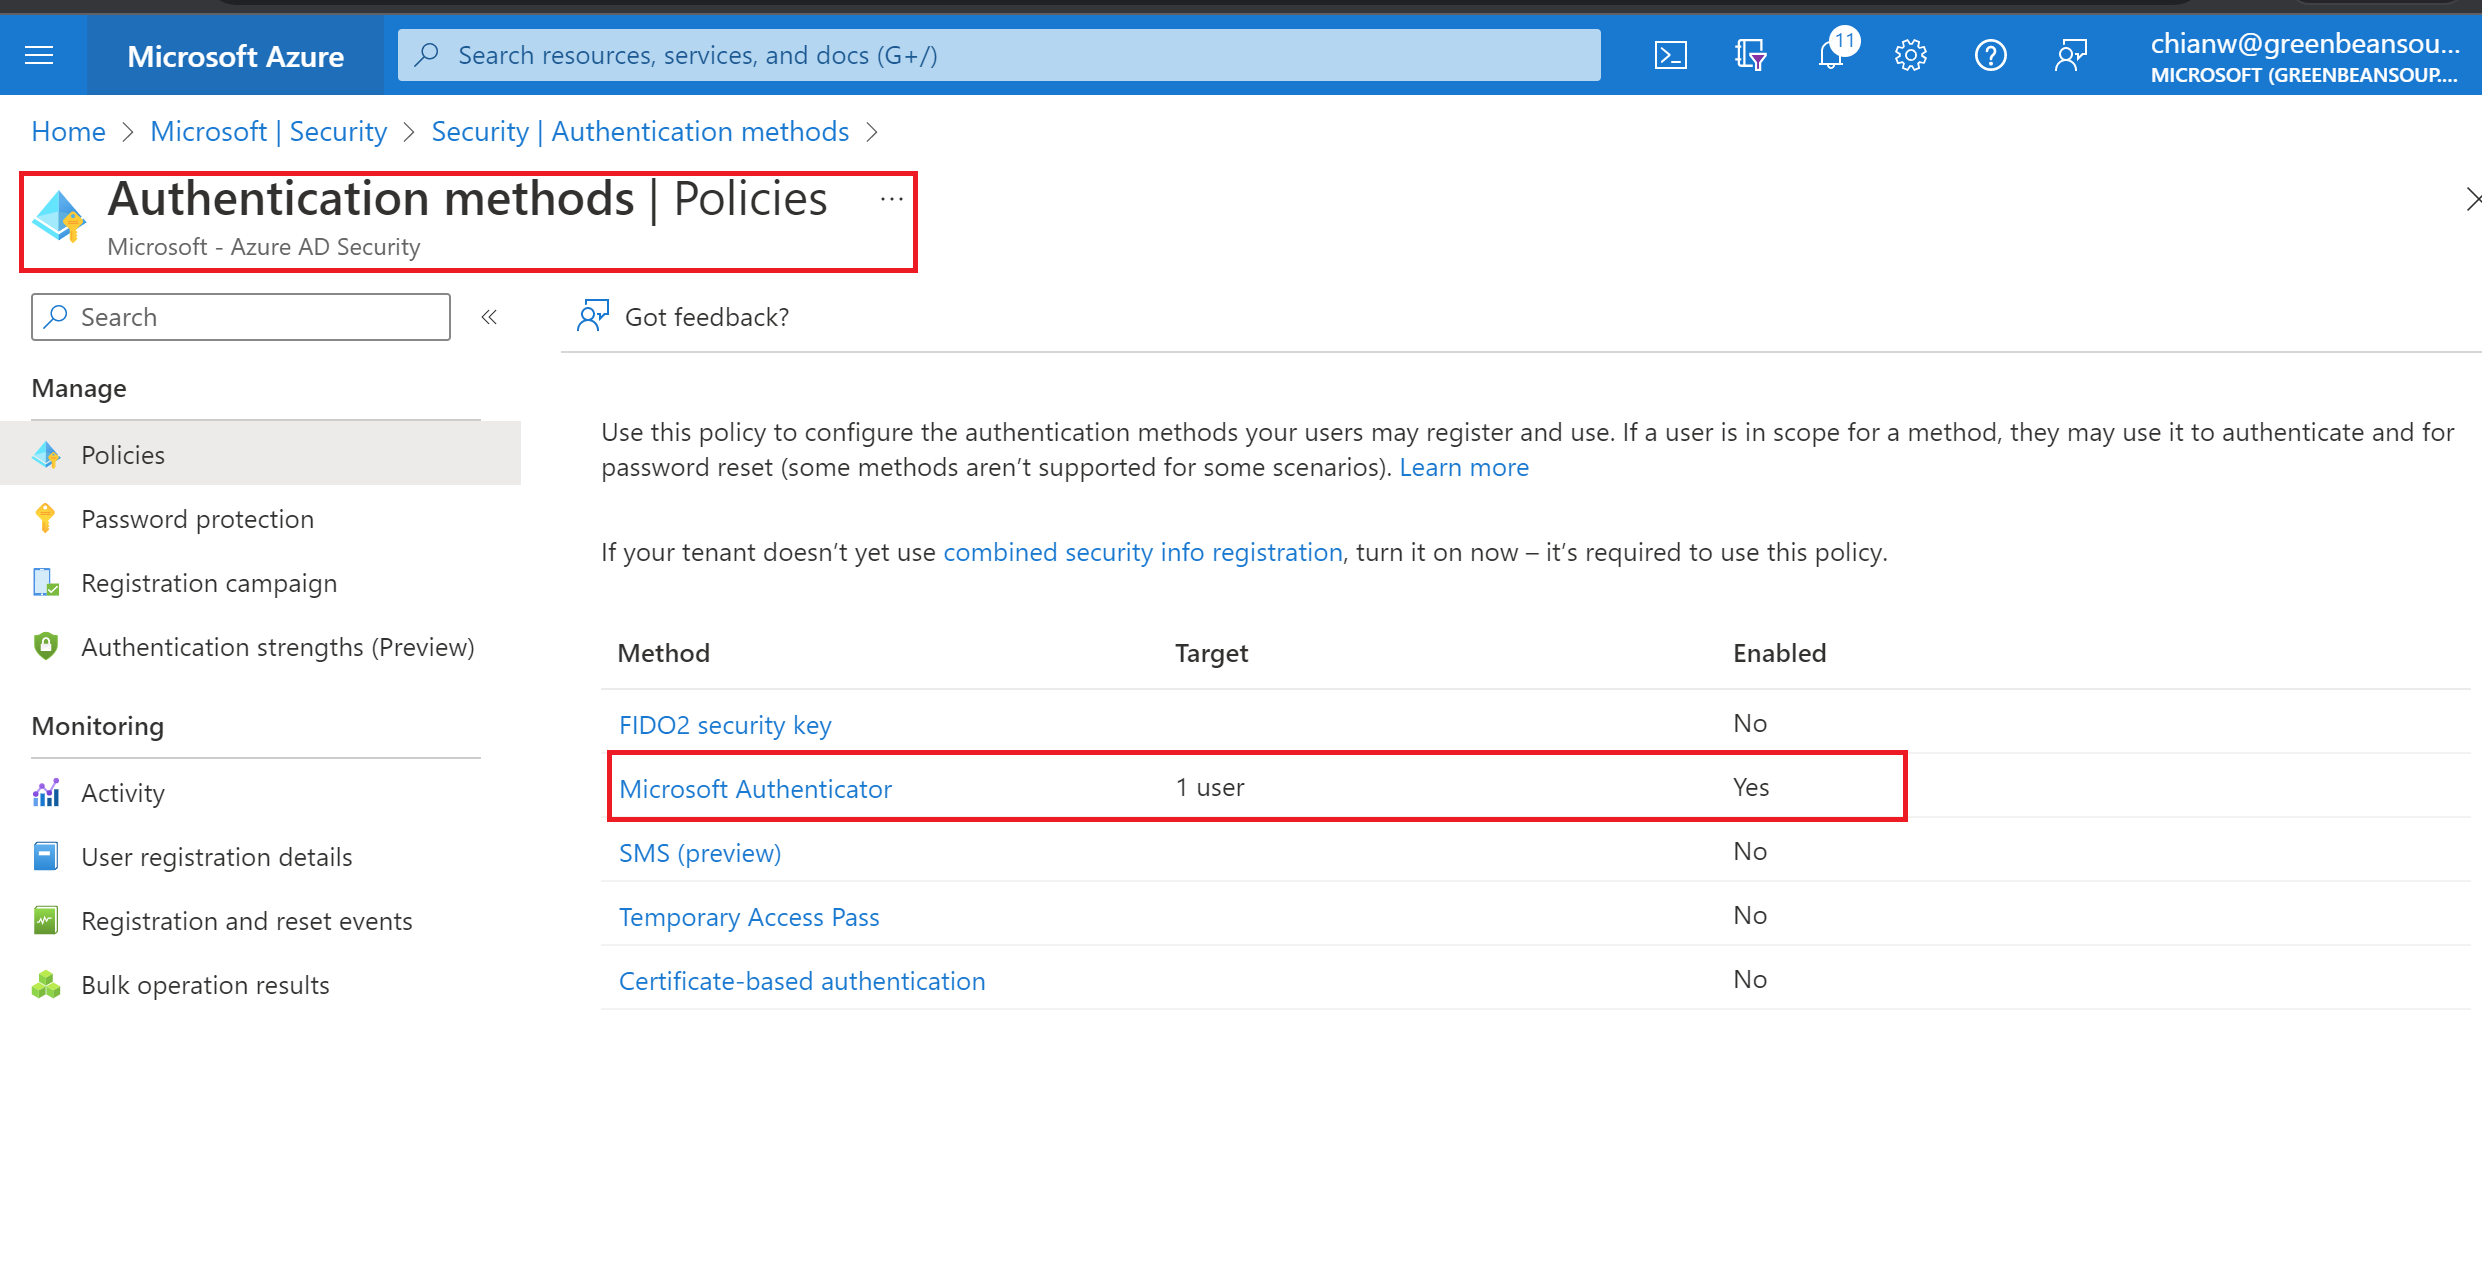 Microsoft Azure
Search resources, services, and docs (G+/)
11
chianw@greenbeansou...
MICROSOFT (GREENBEANSOUP....
Home > Microsoft | Security > Security | Authentication methods >
Authentication methods | Policies ...
Microsoft - Azure AD Security
Search
«
Got feedback?
Manage
Policies
Password protection
Registration campaign
Authentication strengths (Preview)
Monitoring
Activity
User registration details
Registration and reset events
Bulk operation results
Use this policy to configure the authentication methods your users may register and use. If a user is in scope for a method, they may use it to authenticate and for
password reset (some methods aren’t supported for some scenarios). Learn more
If your tenant doesn’t yet use combined security info registration, turn it on now – it’s required to use this policy.
Method Target Enabled
FIDO2 security key No
Microsoft Authenticator 1 user Yes
SMS (preview) No
Temporary Access Pass No
Certificate-based authentication No